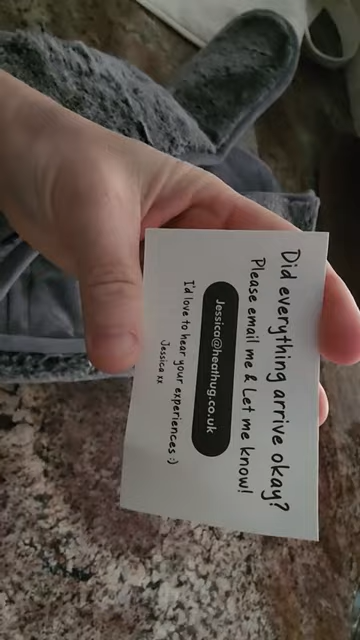 Did everything arrive okay?
Please email me & Let me know!
Jessica@heathug.co.uk
I'd love to hear your experiences :)
Jessica xx